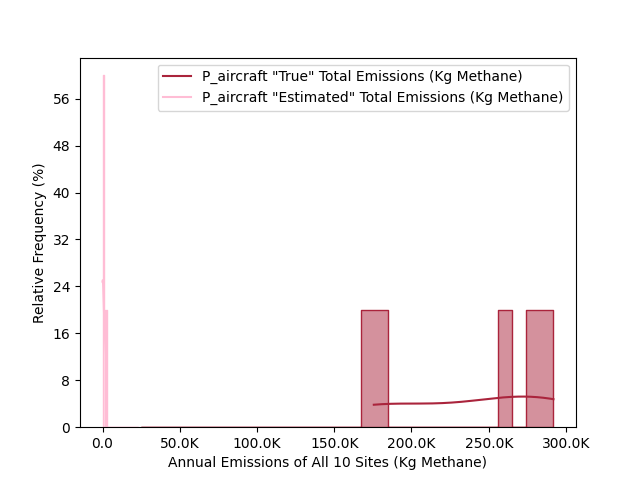 P_aircraft "True" Total Emissions (Kg Methane)
P_aircraft "Estimated" Total Emissions (Kg Methane)
Relative Frequency (%)
56
48
40
32
24
16
8
0
0.0 50.0K 100.0K 150.0K 200.0K 250.0K 300.0K
Annual Emissions of All 10 Sites (Kg Methane)